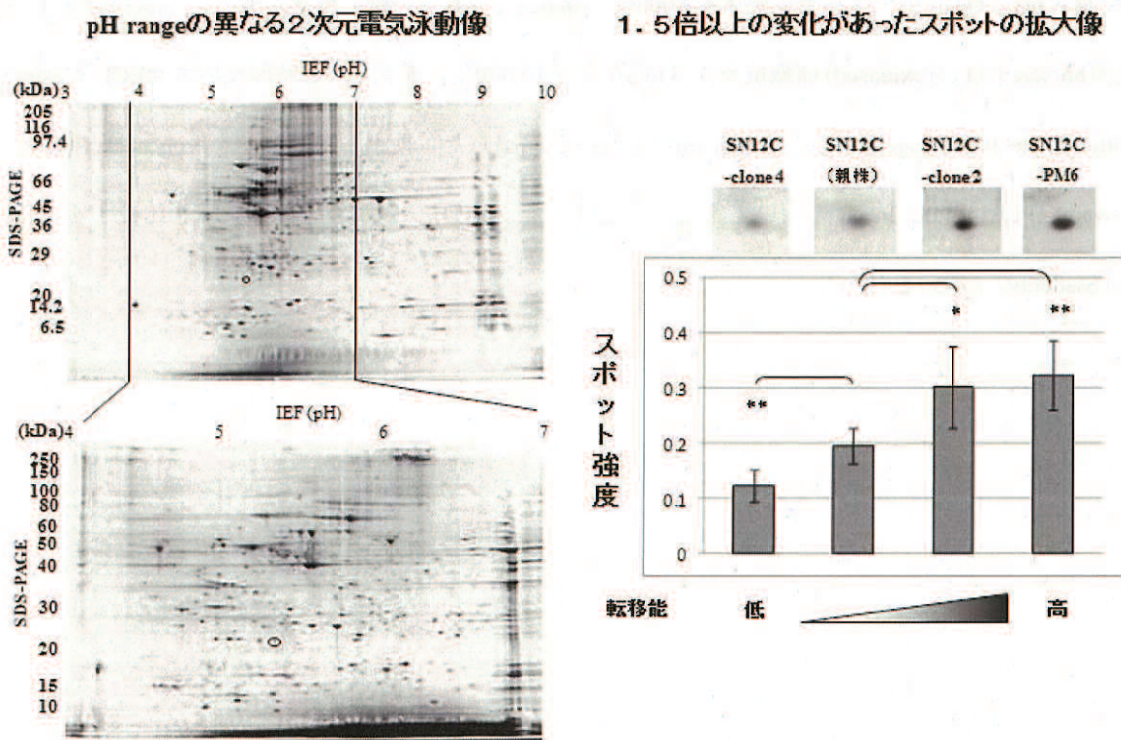 pH rangeの異なる2次元電気泳動像
IEF (pH)
(kDa) 3 4 5 6 7 8 9 10
205
116
97.4
66
45
36
29
20
14.2
6.5
SDS-PAGE
IEF (pH)
(kDa) 4 5 6 7
250
150
100
80
60
50
40
30
20
15
10
SDS-PAGE
1.5倍以上の変化があったスポットの拡大像
SN12C SN12C SN12C SN12C
-clone4 (親株) -clone2 -PM6
0.5
0.4
0.3
0.2
0.1
0
スポット強度
** * **
転移能 低 高